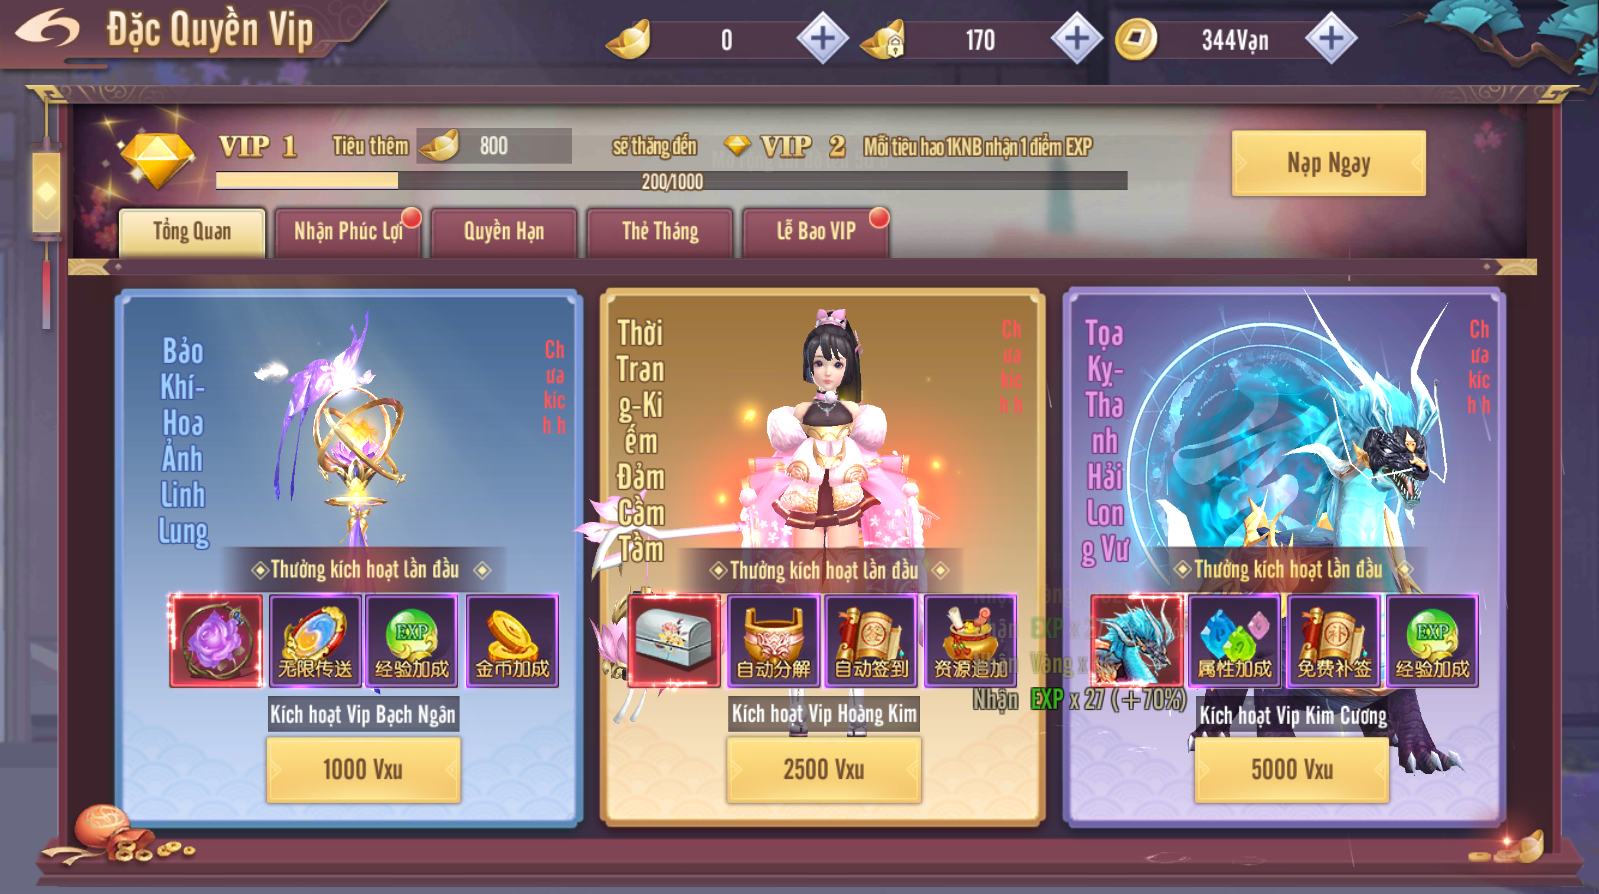 Đặc Quyền Vip
0
170
344Vạn
VIP 1
Tiêu thêm
800
sẽ thăng đến
VIP 2
Mỗi tiêu hao 1KNB nhận 1 điểm EXP
200/1000
Nạp Ngay
Tổng Quan
Nhận Phúc Lợi
Quyền Hạn
Thẻ Tháng
Lễ Bao VIP
Bảo
Khí-
Hoa
Ảnh
Linh
Lung
Ch
ưa
kíc
h h
Thưởng kích hoạt lần đầu
无限传送
EXP
经验加成
金币加成
Kích hoạt Vip Bạch Ngân
1000 Vxu
Thời
Tran
g-Ki
ếm
Đảm
Cầm
Tầm
Ch
ưa
kíc
h h
Thưởng kích hoạt lần đầu
自动分解
签
自动签到
资源追加
Kích hoạt Vip Hoàng Kim
2500 Vxu
Tọa
Kỵ-
Tha
nh
Hải
Lon
g Vư
Ch
ưa
kíc
h h
Thưởng kích hoạt lần đầu
属性加成
补
免费补签
EXP
经验加成
Kích hoạt Vip Kim Cương
5000 Vxu
Nhận EXP x 27 (+70%)